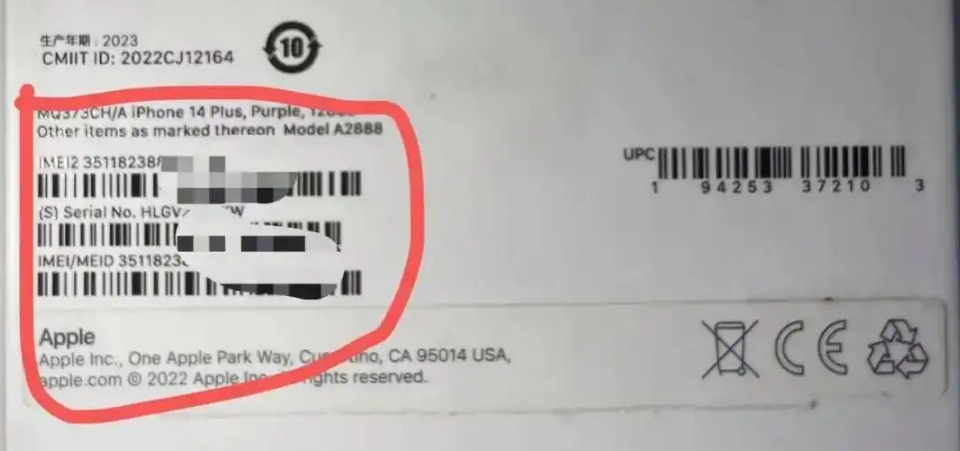 生产年期：2023
CMIIT ID: 2022CJ12164
10
MQ373CH/A iPhone 14 Plus, Purple,
Other items as marked thereon Model A2888
IMEI2 35118238
(S) Serial No. HLGV
IMEI/MEID 3511823
UPC
1 94253 37210 3
Apple
Apple Inc., One Apple Park Way, CA 95014 USA,
apple.com © 2022 Apple Inc. rights reserved.